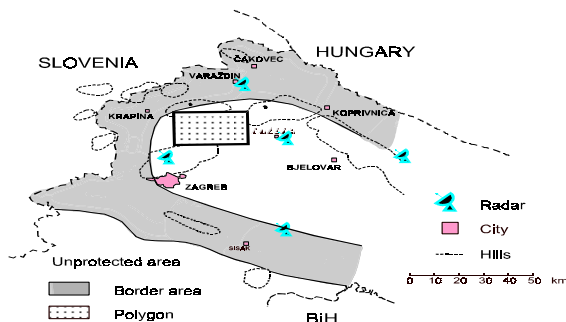 HUNGARY
SLOVENIA
ČAKOVEC
VARAŽDIN
KRAPINA
KOPRIVNICA
BJELOVAR
ZAGREB
SISAK
Radar
City
Hills
0 10 20 30 40 50 km
Unprotected area
Border area
Polygon
BiH